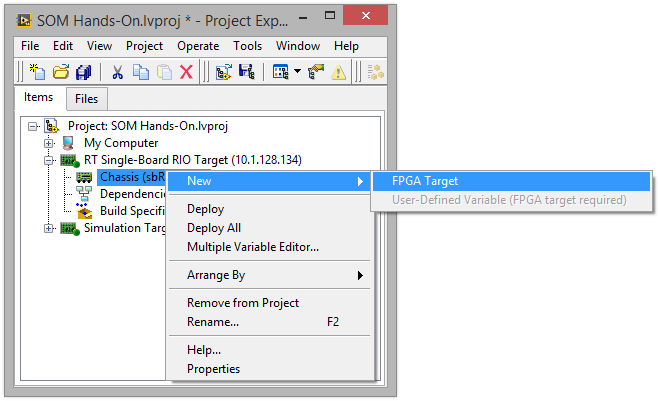 SOM Hands-On.lvproj * - Project Exp...
File Edit View Project Operate Tools Window Help
Items Files
Project: SOM Hands-On.lvproj
My Computer
RT Single-Board RIO Target (10.1.128.134)
Chassis (sbR
Dependencie
Build Specifi
Simulation Targ
New
Deploy
Deploy All
Multiple Variable Editor...
Arrange By
Remove from Project
Rename... F2
Help...
Properties
FPGA Target
User-Defined Variable (FPGA target required)